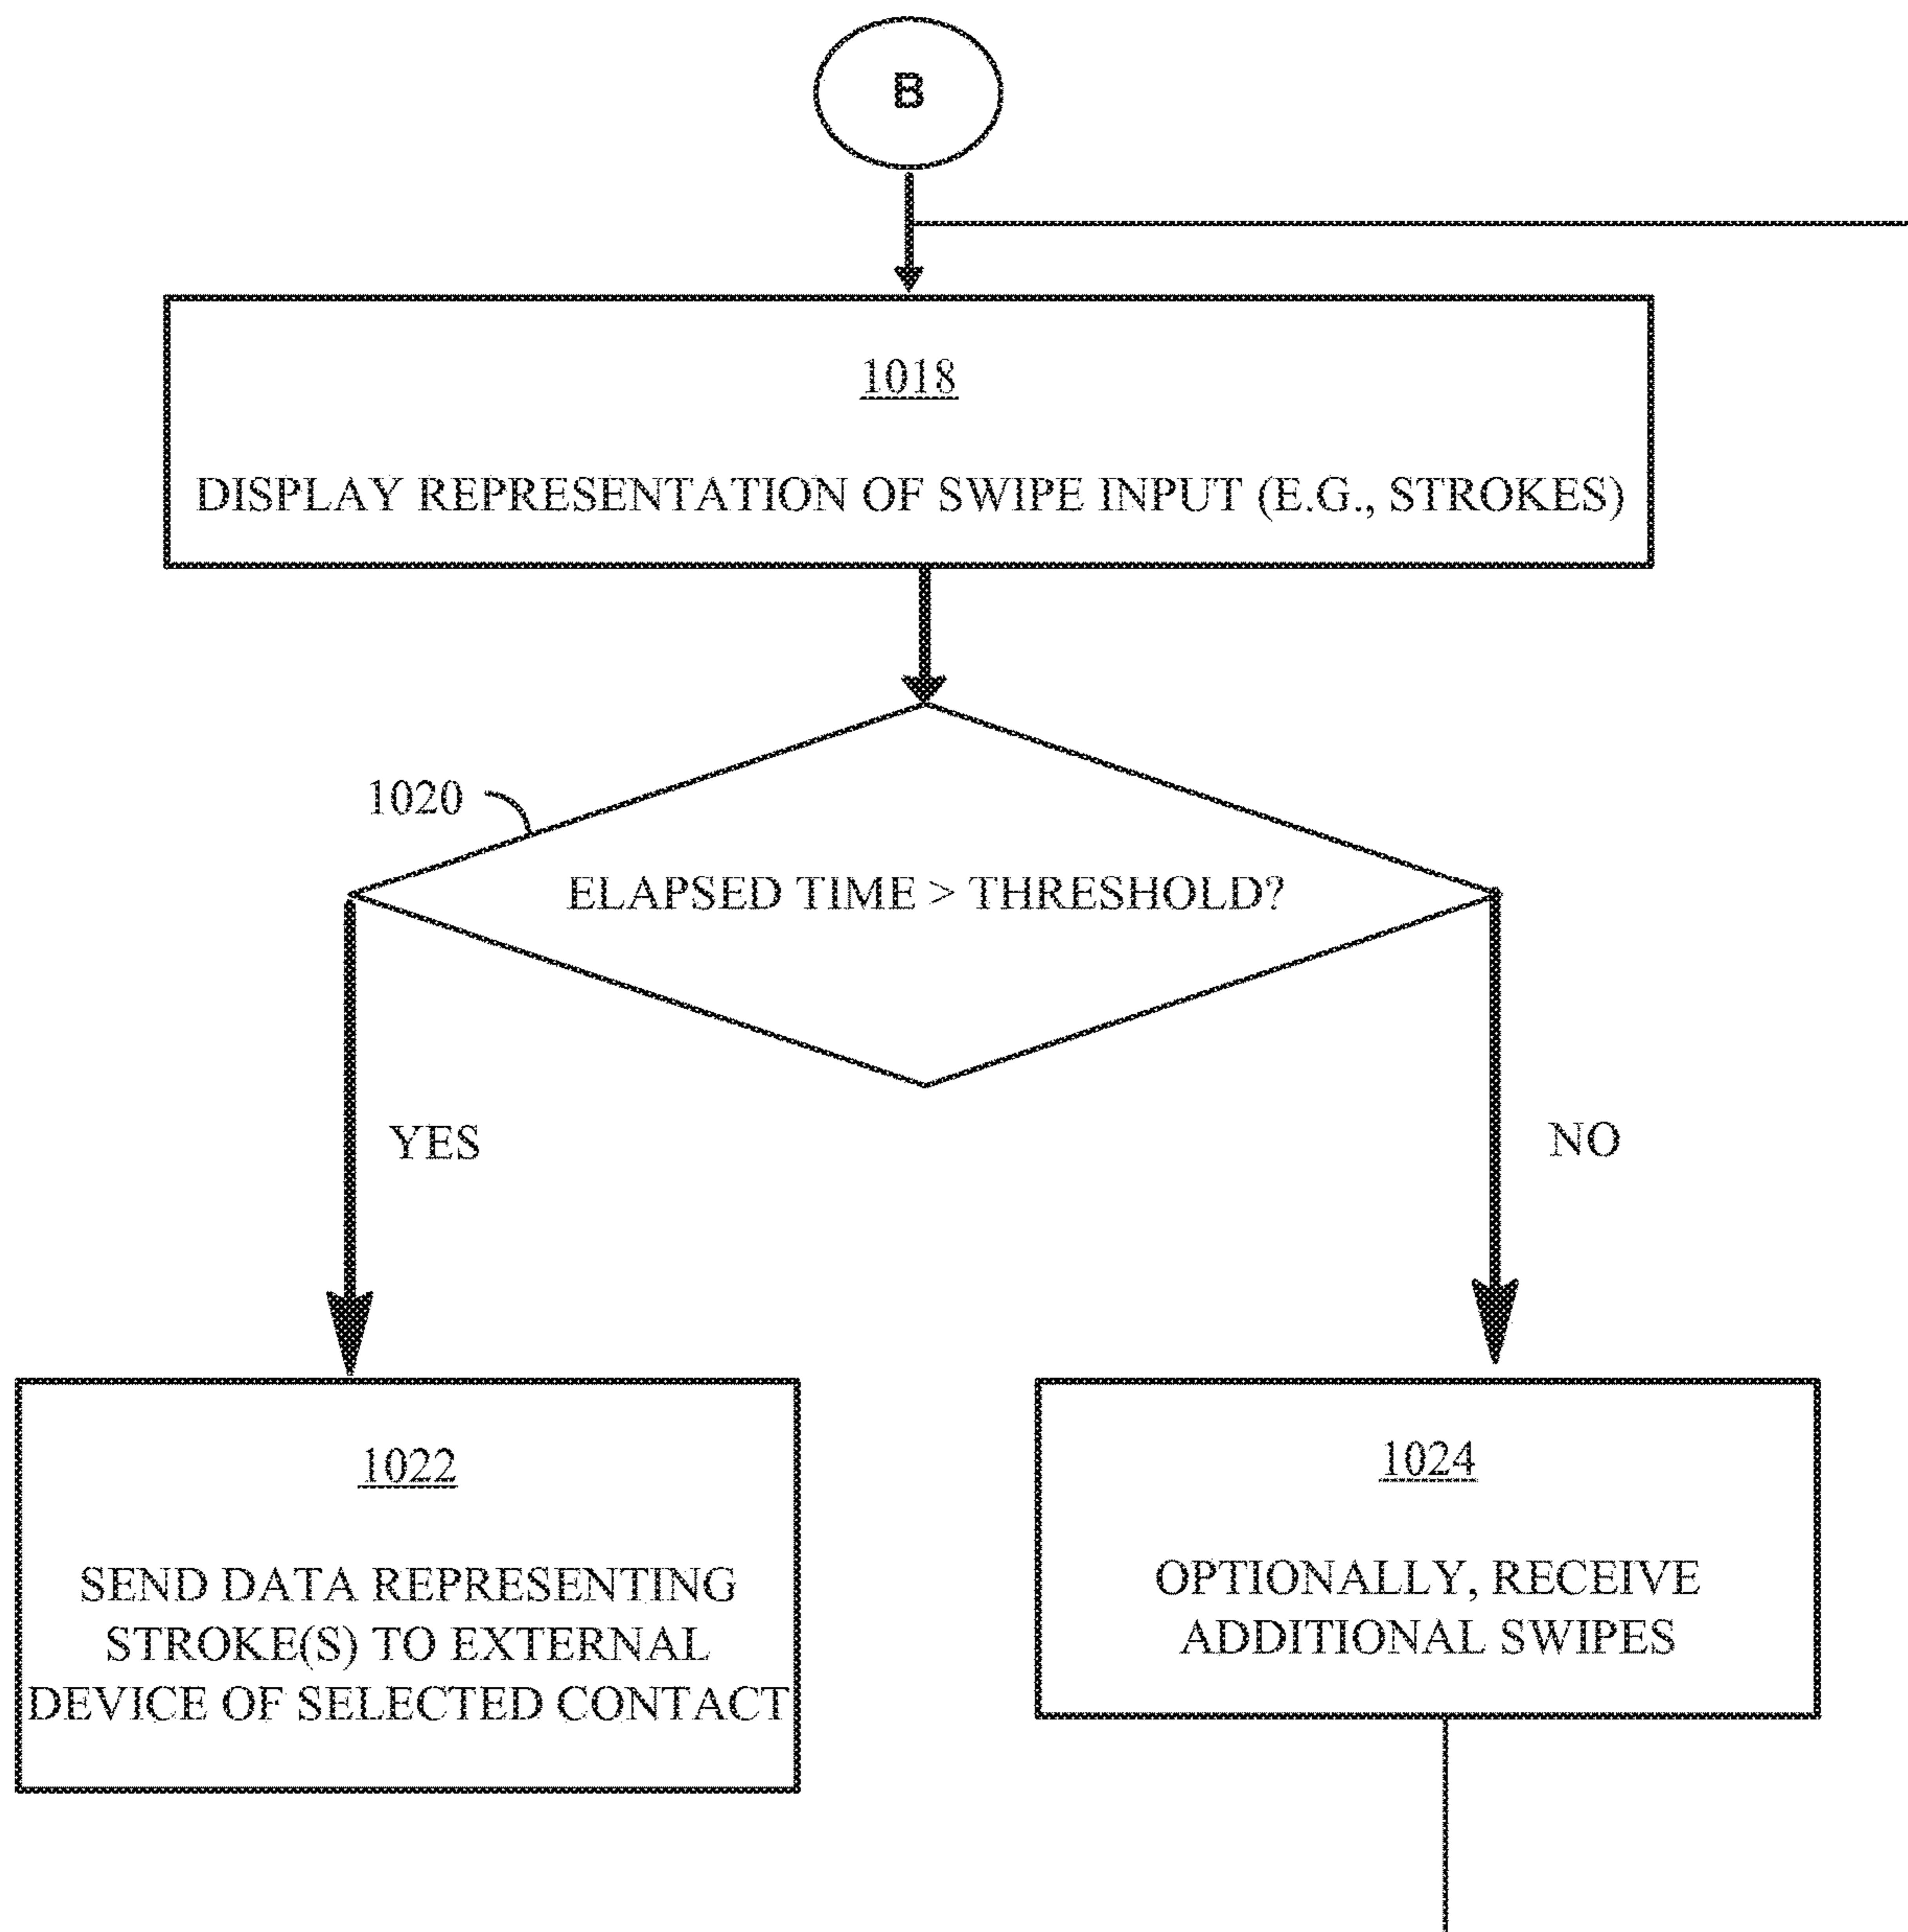 B
1018
DISPLAY REPRESENTATION OF SWIPE INPUT (E.G., STROKES)
1020
ELAPSED TIME > THRESHOLD?
YES
NO
1022
SEND DATA REPRESENTING
STROKE(S) TO EXTERNAL
DEVICE OF SELECTED CONTACT
1024
OPTIONALLY, RECEIVE
ADDITIONAL SWIPES